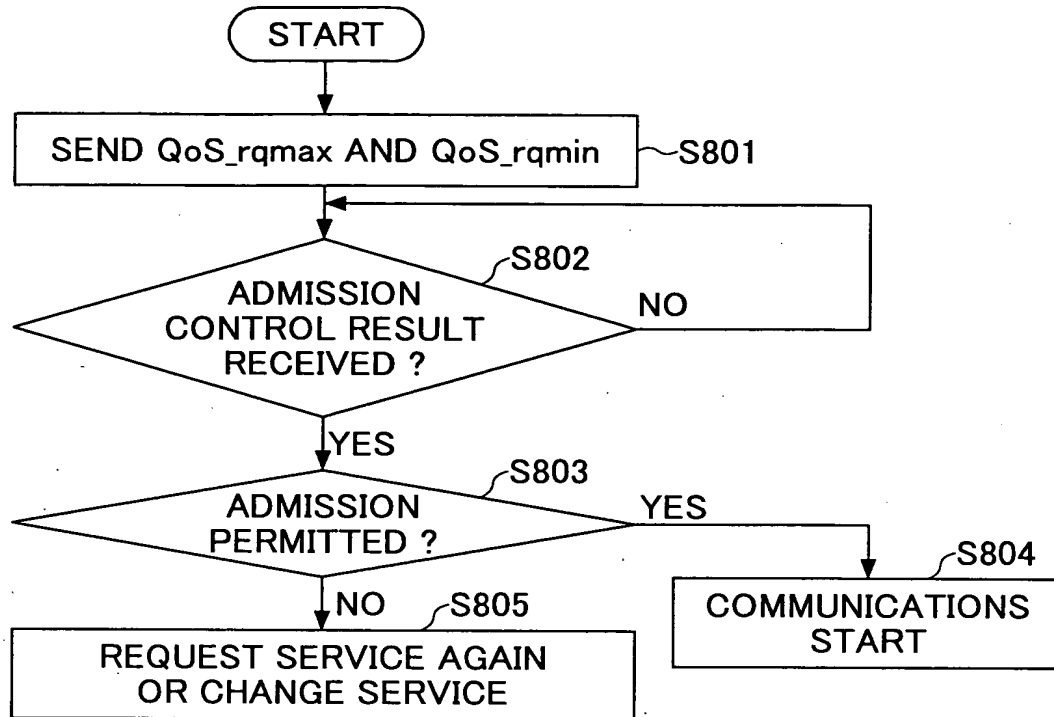 START
SEND QoS_rqmax AND QoS_rqmin
S801
S802
ADMISSION
CONTROL RESULT
RECEIVED ?
NO
YES
S803
ADMISSION
PERMITTED ?
YES
S804
COMMUNICATIONS
START
NO
S805
REQUEST SERVICE AGAIN
OR CHANGE SERVICE